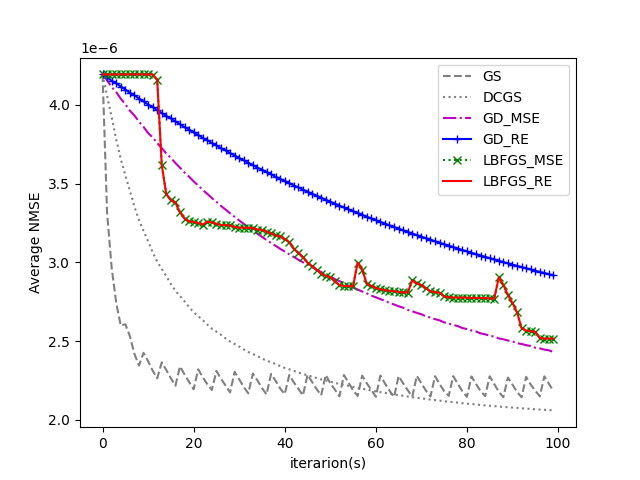 1e−6
4.0
3.5
3.0
2.5
2.0
Average NMSE
0 20 40 60 80 100
iterarion(s)
GS
DCGS
GD_MSE
GD_RE
LBFGS_MSE
LBFGS_RE